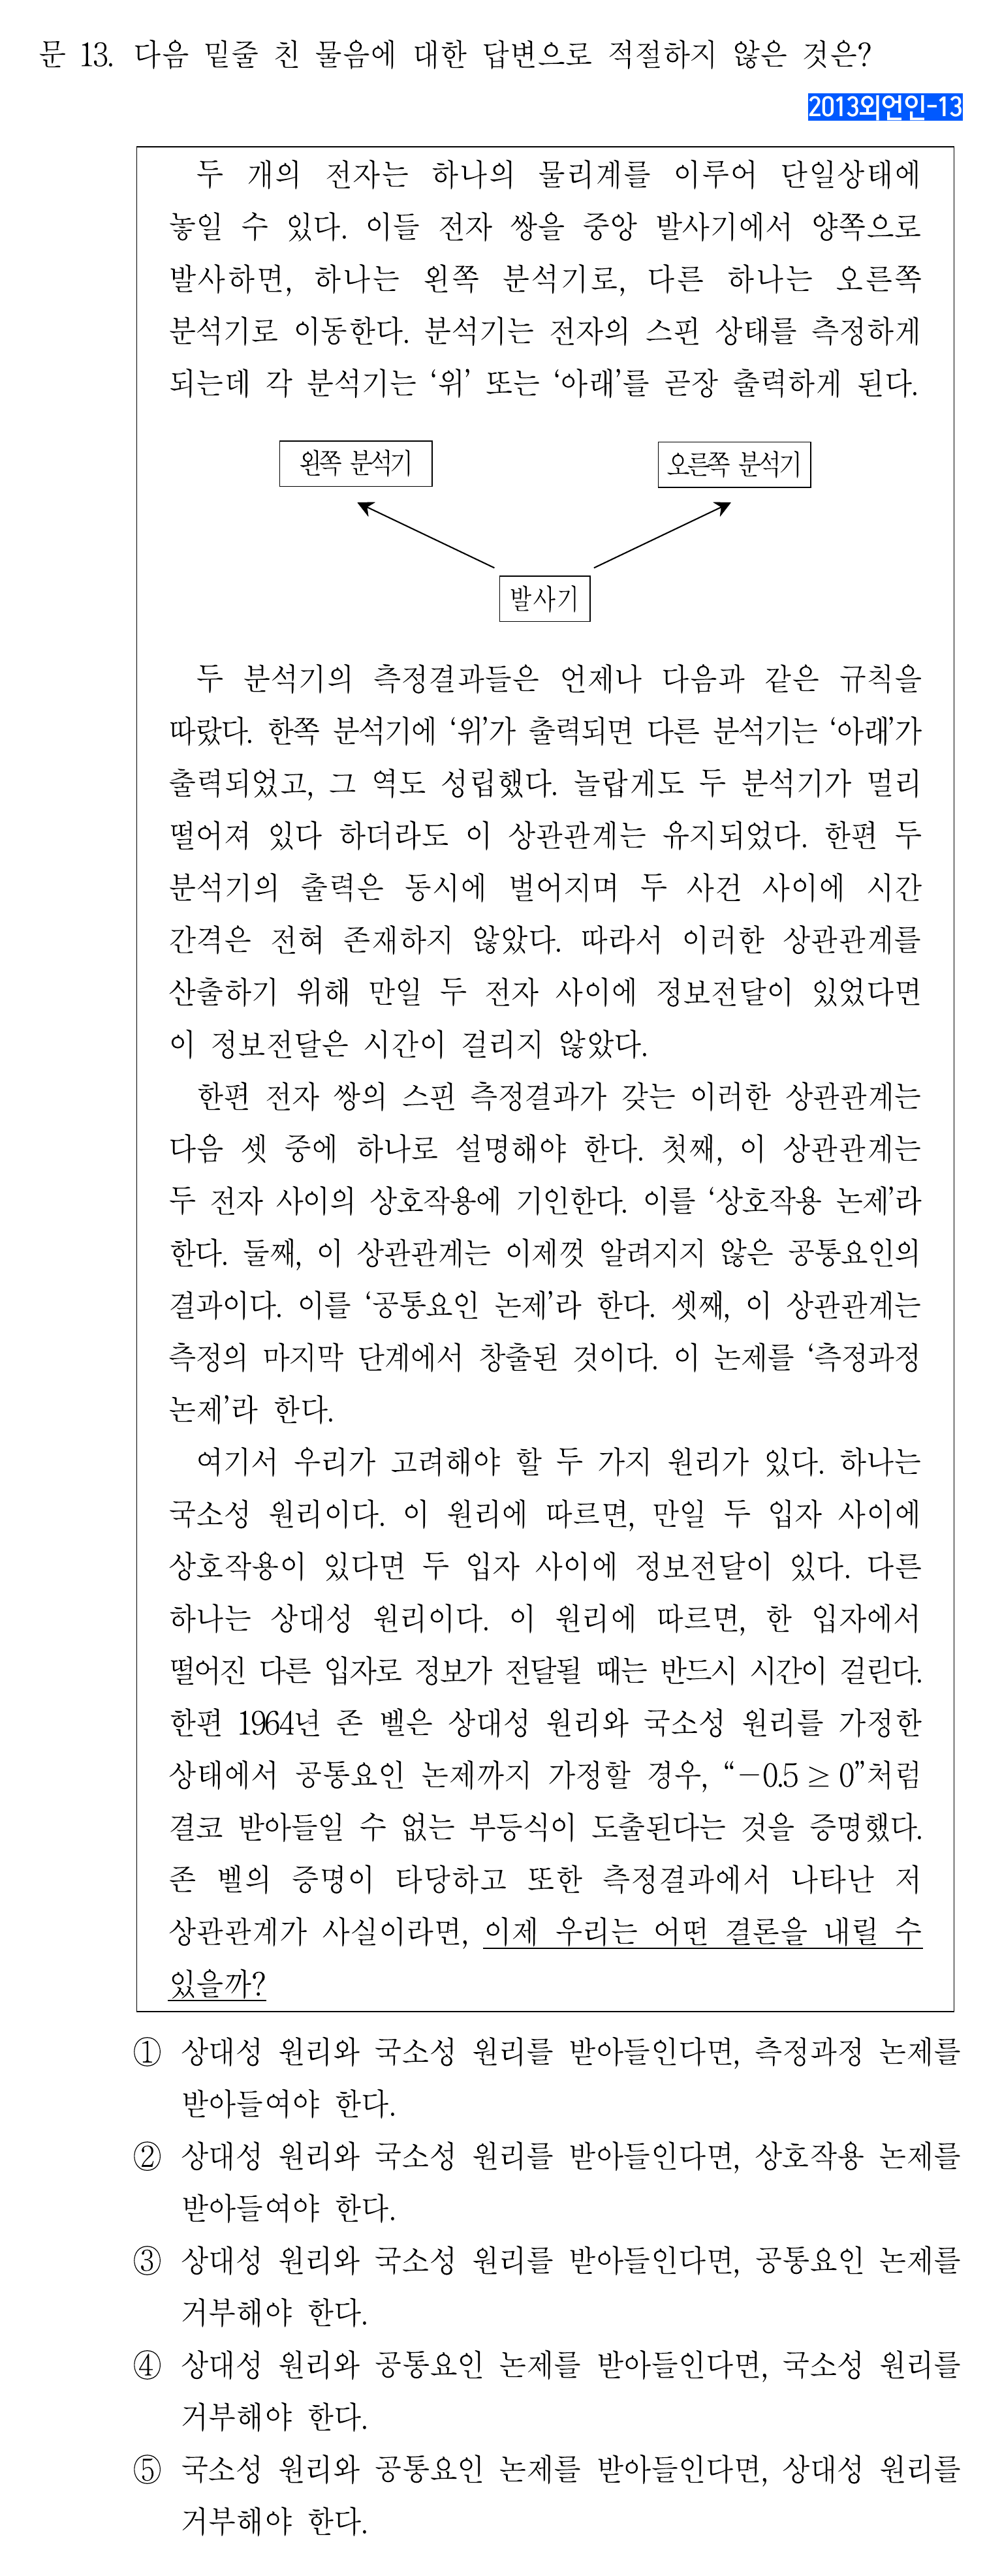 문 13. 다음 밑줄 친 물음에 대한 답변으로 적절하지 않은 것은?
2013외언인-13
두 개의 전자는 하나의 물리계를 이루어 단일상태에
놓일 수 있다. 이들 전자 쌍을 중앙 발사기에서 양쪽으로
발사하면, 하나는 왼쪽 분석기로, 다른 하나는 오른쪽
분석기로 이동한다. 분석기는 전자의 스핀 상태를 측정하게
되는데 각 분석기는 ‘위’ 또는 ‘아래’를 곧장 출력하게 된다.
왼쪽 분석기 오른쪽 분석기
발사기
두 분석기의 측정결과들은 언제나 다음과 같은 규칙을
따랐다. 한쪽 분석기에 ‘위’가 출력되면 다른 분석기는 ‘아래’가
출력되었고, 그 역도 성립했다. 놀랍게도 두 분석기가 멀리
떨어져 있다 하더라도 이 상관관계는 유지되었다. 한편 두
분석기의 출력은 동시에 벌어지며 두 사건 사이에 시간
간격은 전혀 존재하지 않았다. 따라서 이러한 상관관계를
산출하기 위해 만일 두 전자 사이에 정보전달이 있었다면
이 정보전달은 시간이 걸리지 않았다.
한편 전자 쌍의 스핀 측정결과가 갖는 이러한 상관관계는
다음 셋 중에 하나로 설명해야 한다. 첫째, 이 상관관계는
두 전자 사이의 상호작용에 기인한다. 이를 ‘상호작용 논제’라
한다. 둘째, 이 상관관계는 이제껏 알려지지 않은 공통요인의
결과이다. 이를 ‘공통요인 논제’라 한다. 셋째, 이 상관관계는
측정의 마지막 단계에서 창출된 것이다. 이 논제를 ‘측정과정
논제’라 한다.
여기서 우리가 고려해야 할 두 가지 원리가 있다. 하나는
국소성 원리이다. 이 원리에 따르면, 만일 두 입자 사이에
상호작용이 있다면 두 입자 사이에 정보전달이 있다. 다른
하나는 상대성 원리이다. 이 원리에 따르면, 한 입자에서
떨어진 다른 입자로 정보가 전달될 때는 반드시 시간이 걸린다.
한편 1964년 존 벨은 상대성 원리와 국소성 원리를 가정한
상태에서 공통요인 논제까지 가정할 경우, “－0.5 ≥ 0”처럼
결코 받아들일 수 없는 부등식이 도출된다는 것을 증명했다.
존 벨의 증명이 타당하고 또한 측정결과에서 나타난 저
상관관계가 사실이라면, 이제 우리는 어떤 결론을 내릴 수
있을까?
① 상대성 원리와 국소성 원리를 받아들인다면, 측정과정 논제를
받아들여야 한다.
② 상대성 원리와 국소성 원리를 받아들인다면, 상호작용 논제를
받아들여야 한다.
③ 상대성 원리와 국소성 원리를 받아들인다면, 공통요인 논제를
거부해야 한다.
④ 상대성 원리와 공통요인 논제를 받아들인다면, 국소성 원리를
거부해야 한다.
⑤ 국소성 원리와 공통요인 논제를 받아들인다면, 상대성 원리를
거부해야 한다.